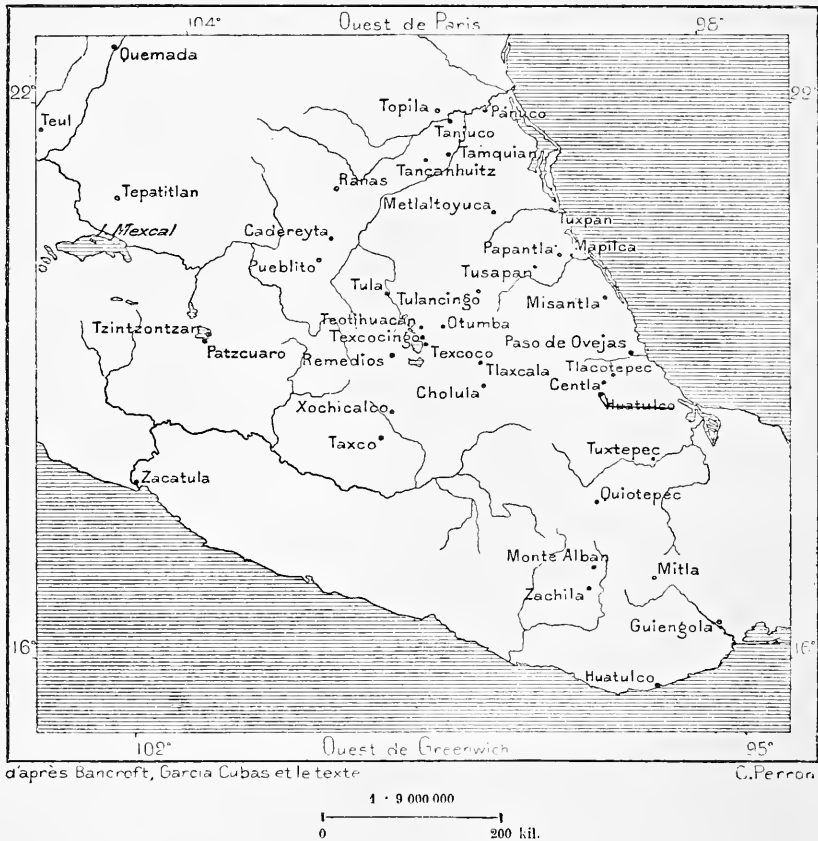 104° Ouest de Paris 98°
Quemada
22° 22°
Topila Panuco
Teul
Tanjuco
Tamquian
Tancanhuitz
Ranas
Tepatitlan
Metlaltoyuca
Tuxpan
Cadereyta
L. Mexcal
Papantla Mapilca
Pueblito
Tusapan
Tula
Tulancingo
Misantla
Teotihuacan Otumba
Tzintzontzan
Texcocingo
Paso de Ovejas
Patzcuaro
Texcoco
Remedios
Tlaxcala
Tlacotepec
Cholula
Centla
Huatulco
Xochicalco
Taxco
Tuxtepec
Zacatula
Quiotepec
Monte Alban
Mitla
Zachila
Guiengola
16° 16°
Huatulco
102° Ouest de Greenwich 95°
d'après Bancroft, Garcia Cubas et le texte C. Perron
1 : 9 000 000
0 200 kil.